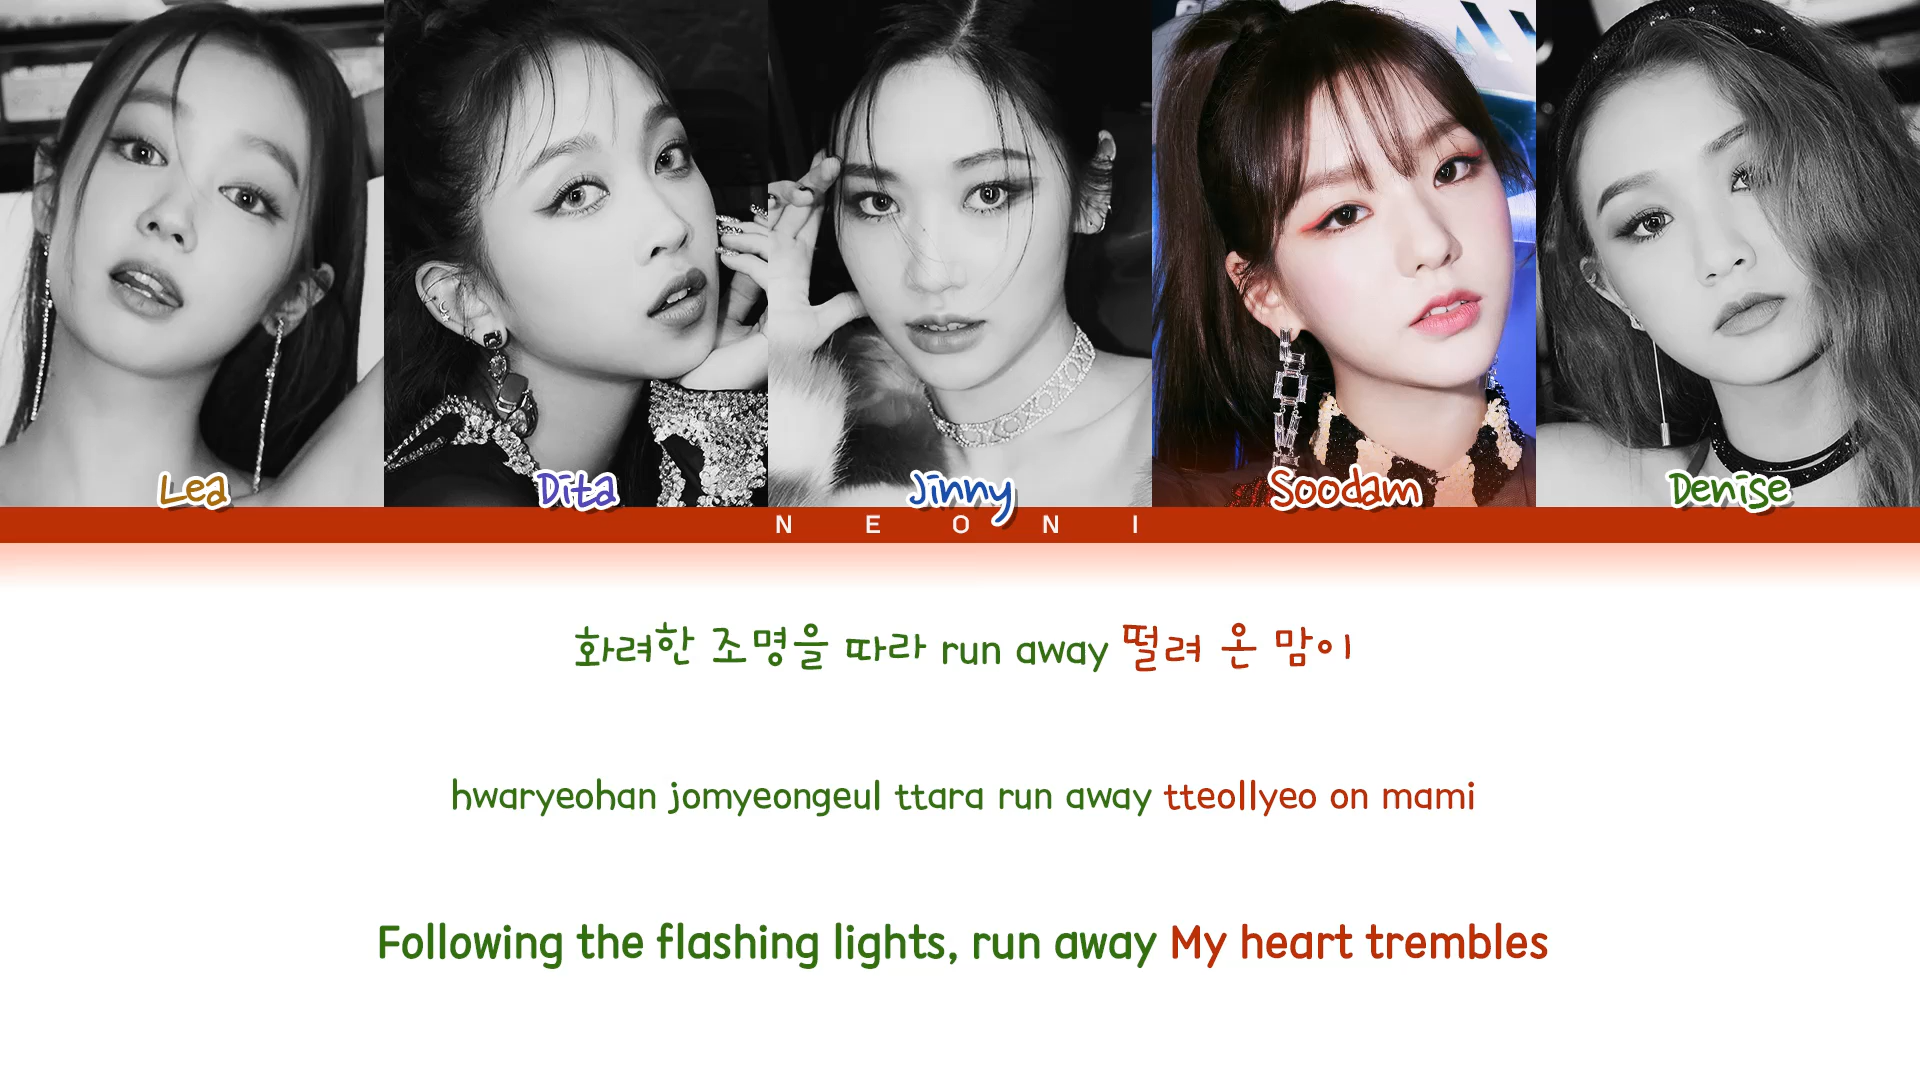 Lea Dita Jinny Soodam Denise
N E O N I
화려한 조명을 따라 run away 떨려 온 맘이
hwaryeohan jomyeongeul ttara run away tteollyeo on mami
Following the flashing lights, run away My heart trembles